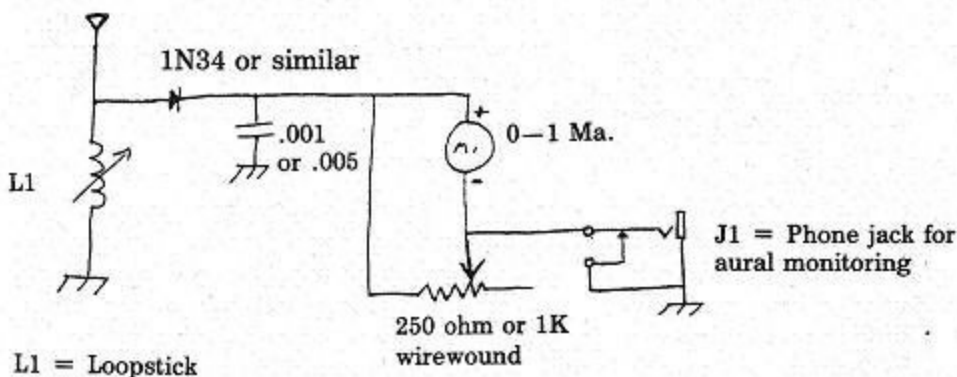 1N34 or similar
+
0—1 Ma.
.001
or .005
-
L1
J1 = Phone jack for
aural monitoring
250 ohm or 1K
wirewound
L1 = Loopstick